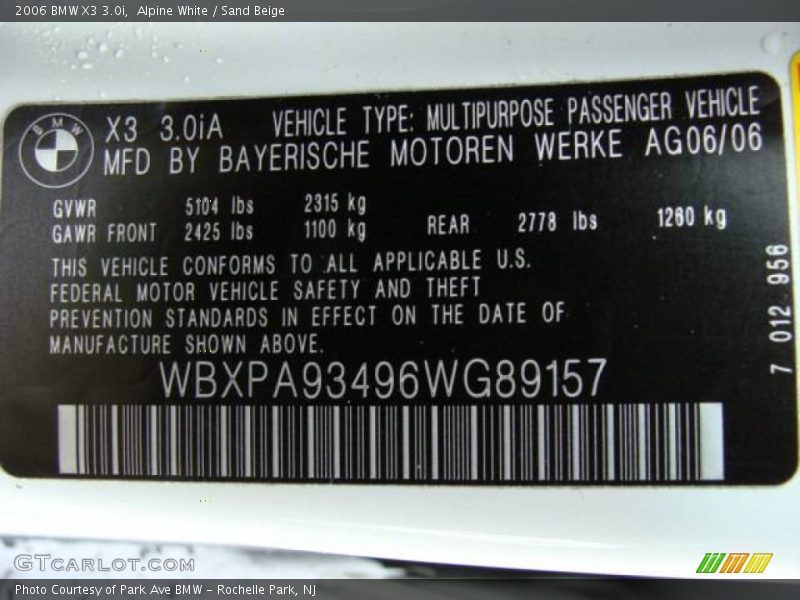 2006 BMW X3 3.0i,  Alpine White / Sand Beige
BMW
X3 3.0iA VEHICLE TYPE: MULTIPURPOSE PASSENGER VEHICLE
MFD BY BAYERISCHE MOTOREN WERKE AG06/06
GVWR 5104 lbs 2315 kg
GAWR FRONT 2425 lbs 1100 kg REAR 2778 lbs 1260 kg
THIS VEHICLE CONFORMS TO ALL APPLICABLE U.S.
FEDERAL MOTOR VEHICLE SAFETY AND THEFT
PREVENTION STANDARDS IN EFFECT ON THE DATE OF
MANUFACTURE SHOWN ABOVE.
WBXPA93496WG89157
7 012 956
GTCARLOT.COM
Photo Courtesy of Park Ave BMW - Rochelle Park, NJ